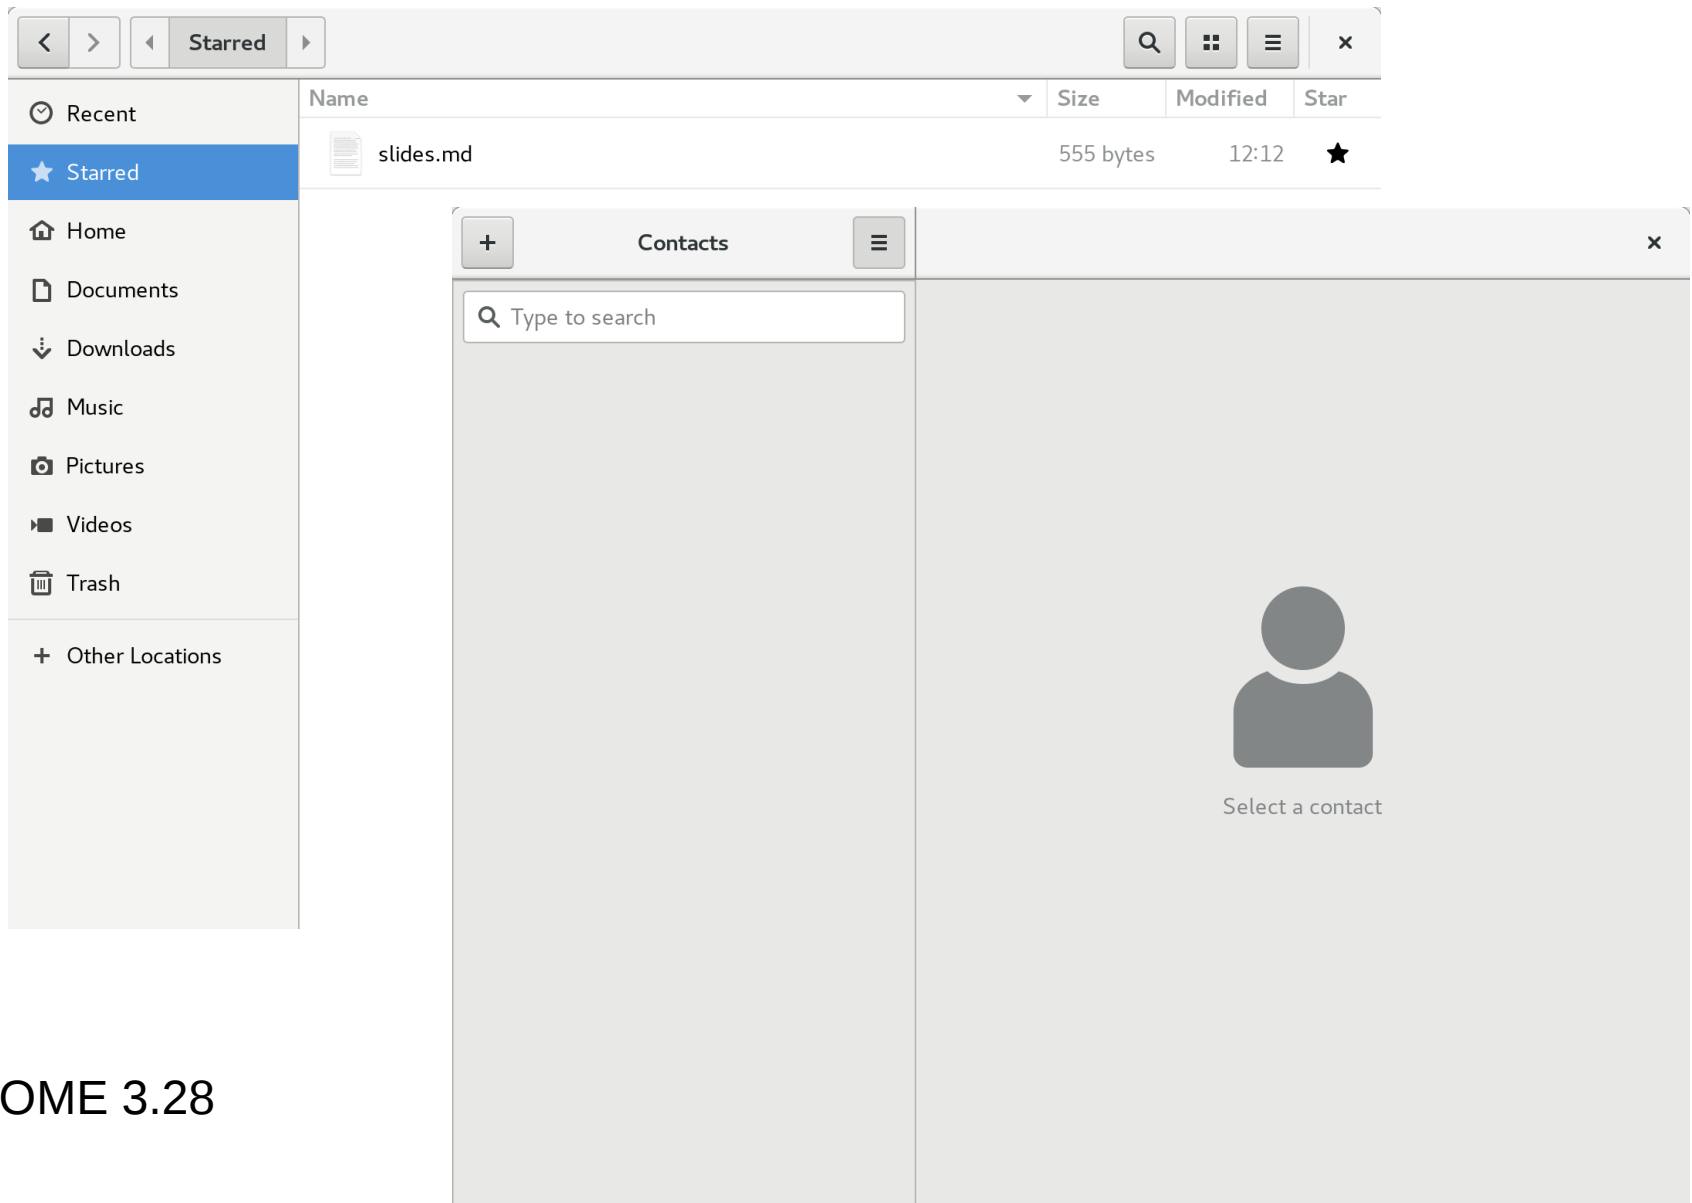 Starred
Recent
Starred
Home
Documents
Downloads
Music
Pictures
Videos
Trash
Other Locations
Name Size Modified Star
slides.md 555 bytes 12:12
Contacts
Type to search
Select a contact
OME 3.28